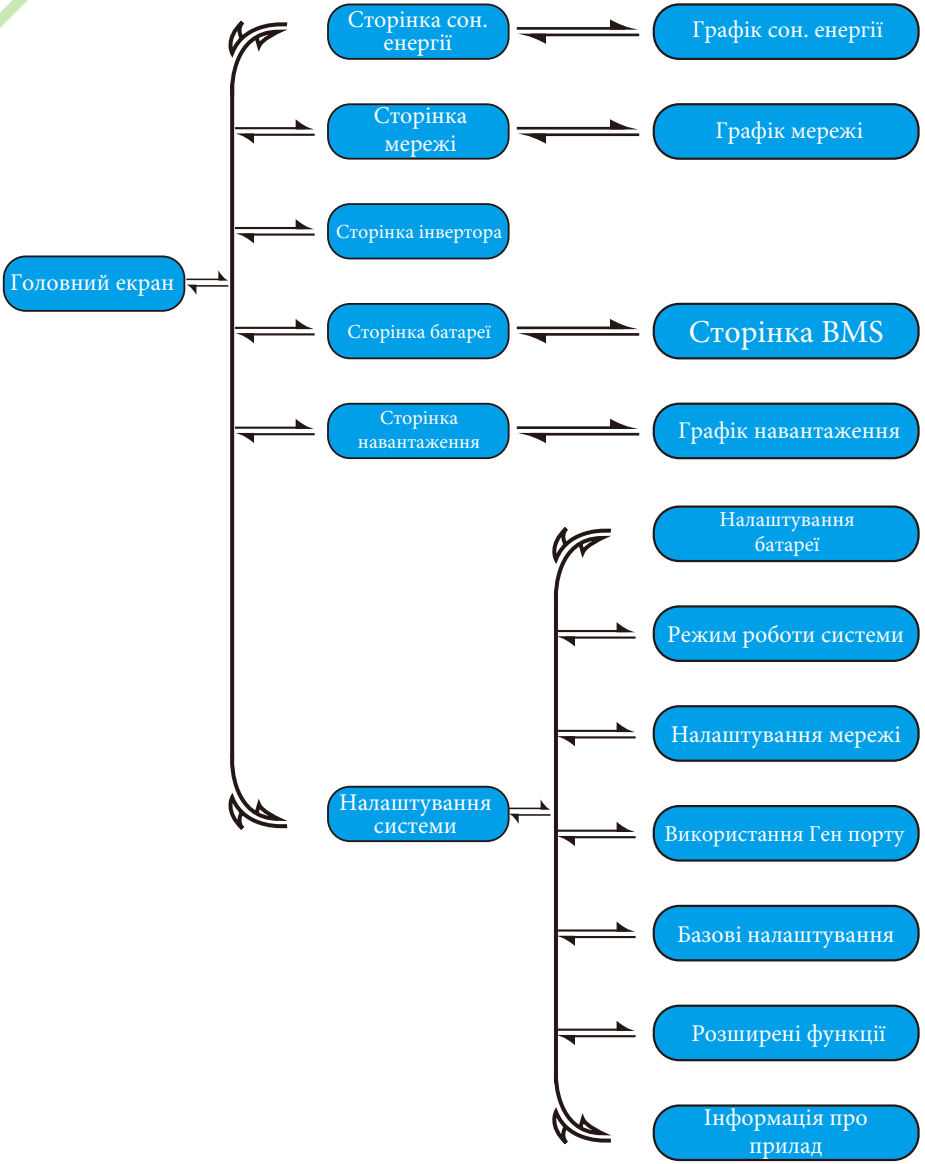 Сторінка сон.
енергії
Графік сон. енергії
Сторінка
мережі
Графік мережі
Сторінка інвертора
Головний екран
Сторінка батареї
Сторінка BMS
Сторінка
навантаження
Графік навантаження
Налаштування
батареї
Режим роботи системи
Налаштування мережі
Налаштування
системи
Використання Ген порту
Базові налаштування
Розширені функції
Інформація про
прилад